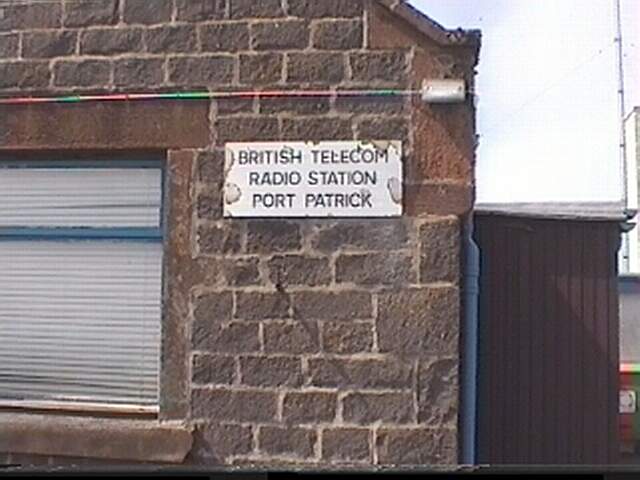 BRITISH TELECOM
RADIO STATION
PORT PATRICK